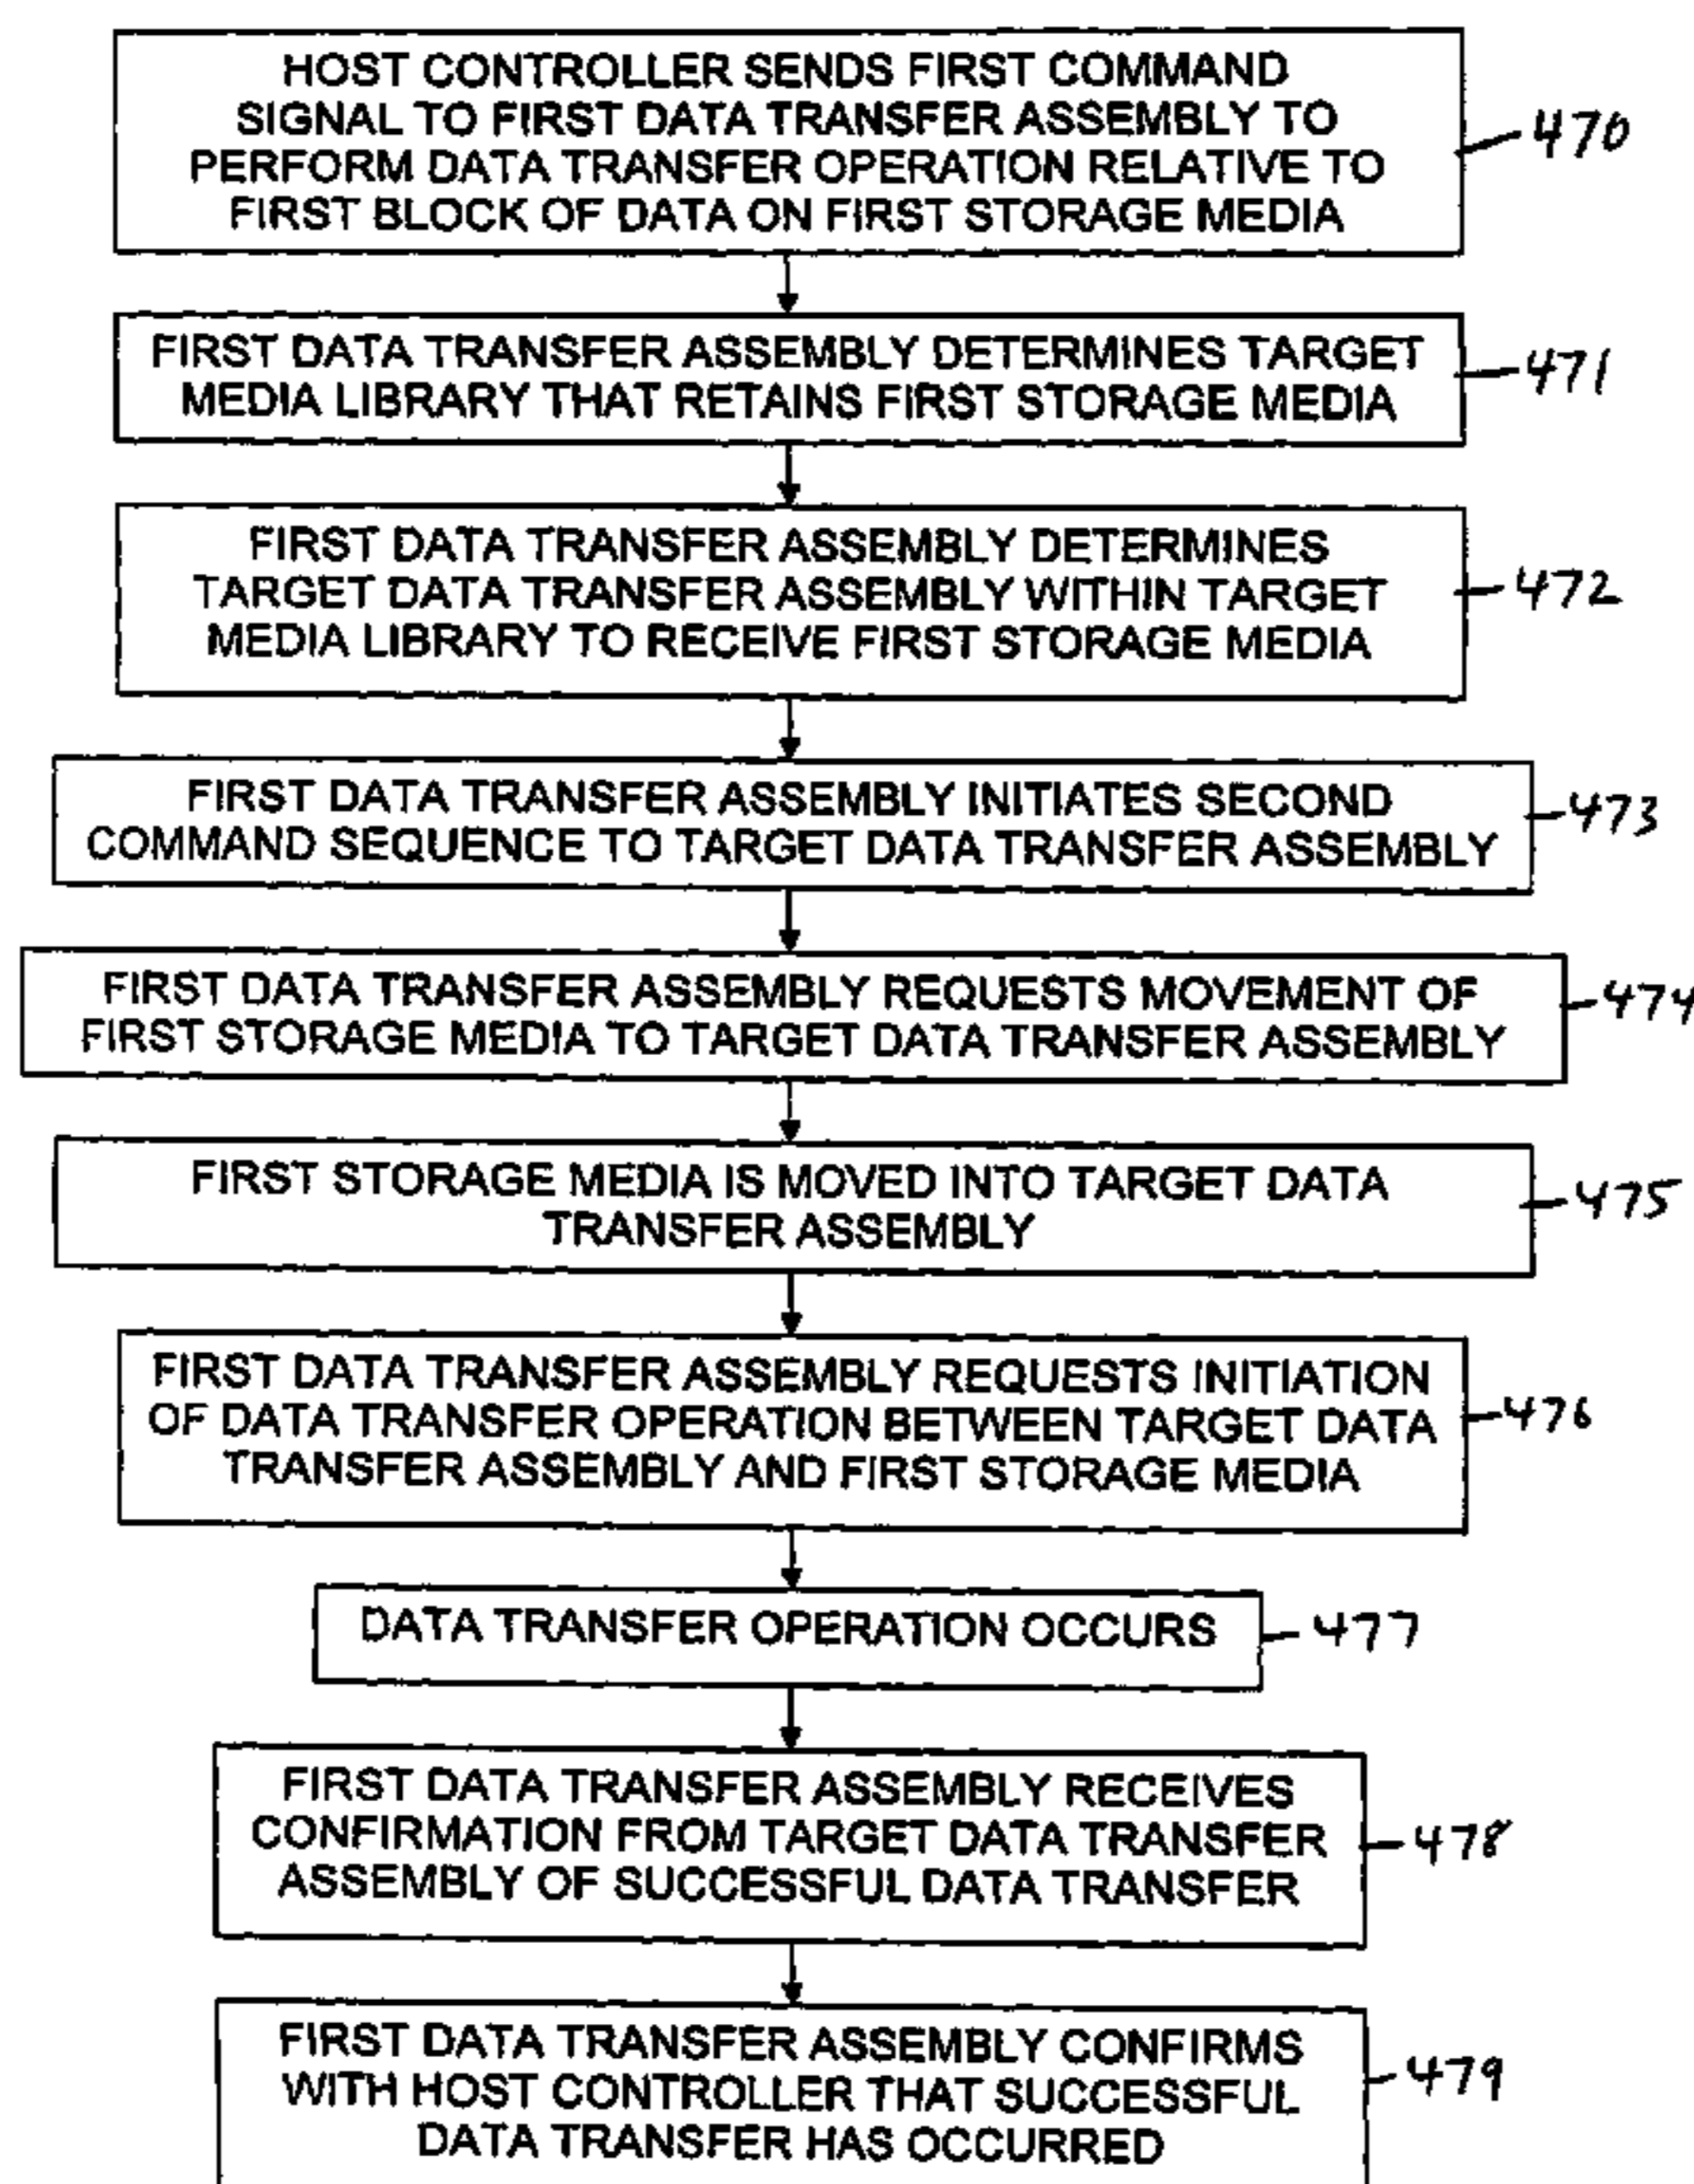 HOST CONTROLLER SENDS FIRST COMMAND
SIGNAL TO FIRST DATA TRANSFER ASSEMBLY TO
PERFORM DATA TRANSFER OPERATION RELATIVE TO
FIRST BLOCK OF DATA ON FIRST STORAGE MEDIA
470
FIRST DATA TRANSFER ASSEMBLY DETERMINES TARGET
MEDIA LIBRARY THAT RETAINS FIRST STORAGE MEDIA
471
FIRST DATA TRANSFER ASSEMBLY DETERMINES
TARGET DATA TRANSFER ASSEMBLY WITHIN TARGET
MEDIA LIBRARY TO RECEIVE FIRST STORAGE MEDIA
472
FIRST DATA TRANSFER ASSEMBLY INITIATES SECOND
COMMAND SEQUENCE TO TARGET DATA TRANSFER ASSEMBLY
473
FIRST DATA TRANSFER ASSEMBLY REQUESTS MOVEMENT OF
FIRST STORAGE MEDIA TO TARGET DATA TRANSFER ASSEMBLY
474
FIRST STORAGE MEDIA IS MOVED INTO TARGET DATA
TRANSFER ASSEMBLY
475
FIRST DATA TRANSFER ASSEMBLY REQUESTS INITIATION
OF DATA TRANSFER OPERATION BETWEEN TARGET DATA
TRANSFER ASSEMBLY AND FIRST STORAGE MEDIA
476
DATA TRANSFER OPERATION OCCURS
477
FIRST DATA TRANSFER ASSEMBLY RECEIVES
CONFIRMATION FROM TARGET DATA TRANSFER
ASSEMBLY OF SUCCESSFUL DATA TRANSFER
478
FIRST DATA TRANSFER ASSEMBLY CONFIRMS
WITH HOST CONTROLLER THAT SUCCESSFUL
DATA TRANSFER HAS OCCURRED
479